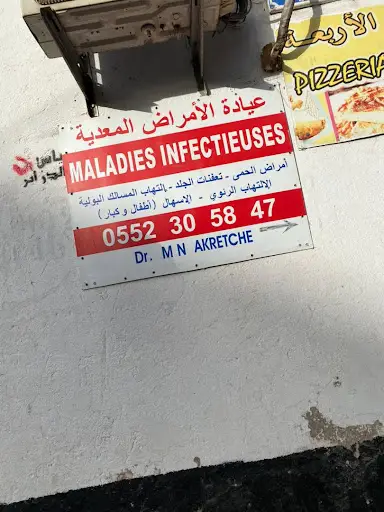 عيادة الأمراض المعدية
MALADIES INFECTIEUSES
أمراض الحمى - تعفنات الجلد - إلتهاب المسالك البولية
الإلتهاب الرئوي - الإسهال (أطفال وكبار)
0552 30 58 47
Dr. M N AKRETCHE
الأربعة
PIZZERIA